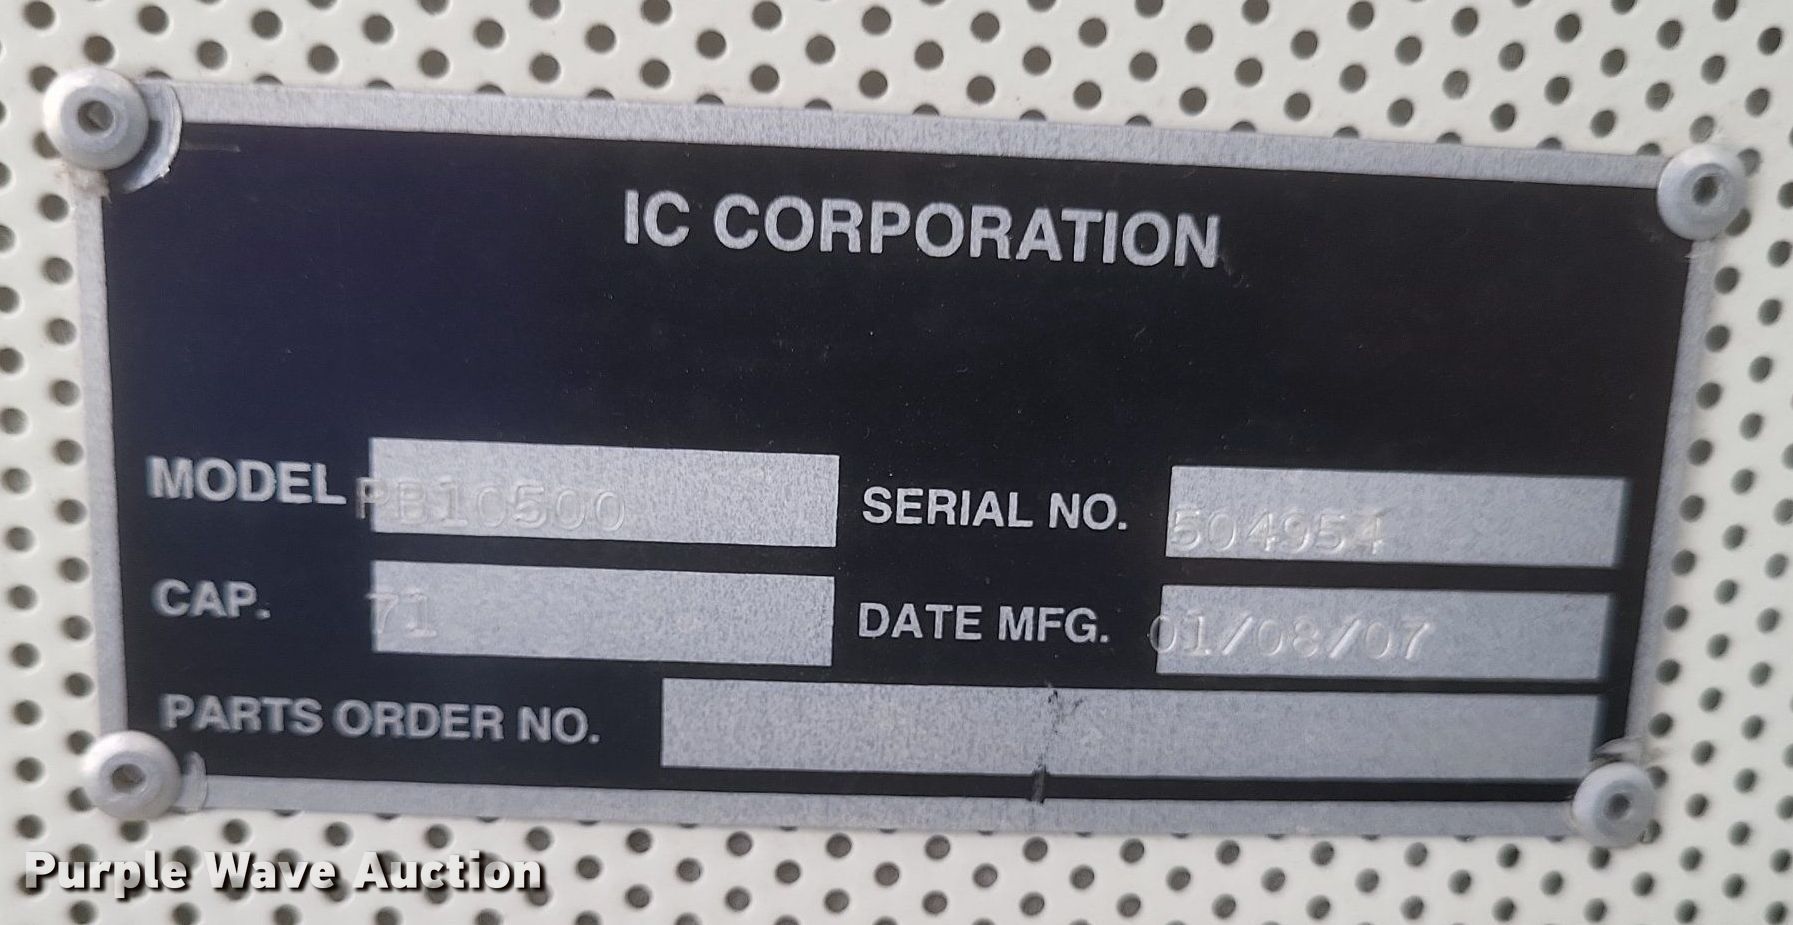 IC CORPORATION
MODEL PB10500 SERIAL NO. 504954
CAP. 71 DATE MFG. 01/08/07
PARTS ORDER NO.
Purple Wave Auction